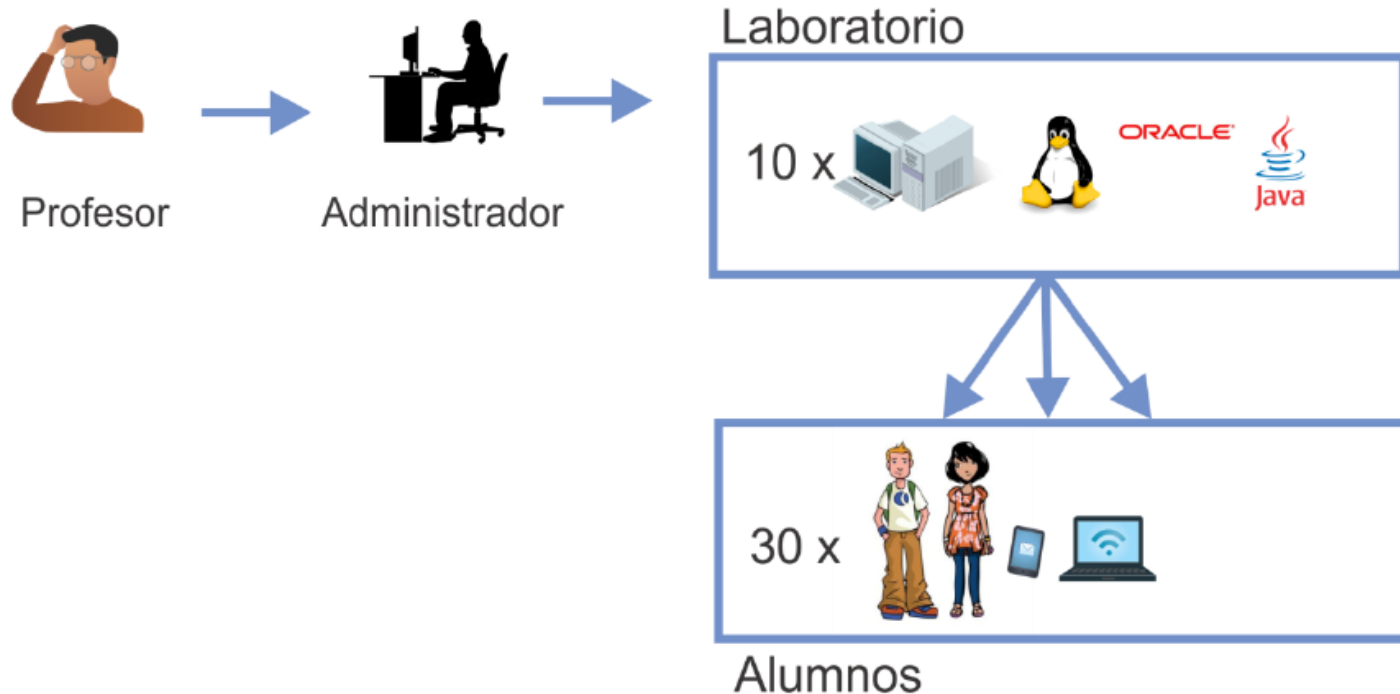 Laboratorio
Profesor
Administrador
10 x
ORACLE®
Java
30 x
Alumnos